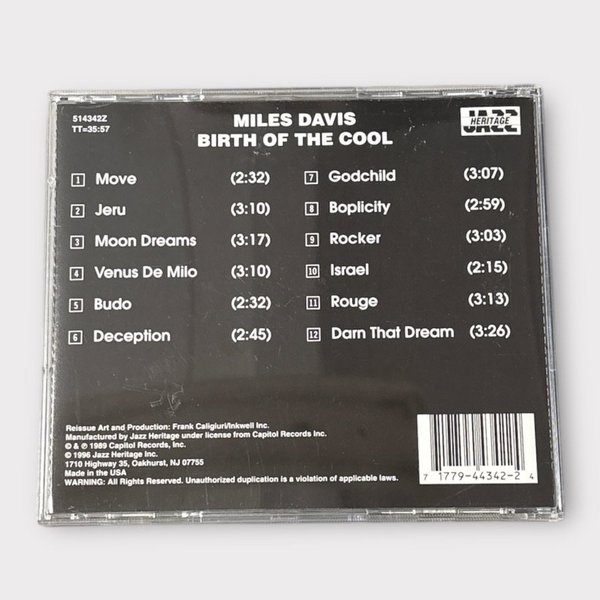 514342Z
TT=35:57
MILES DAVIS
BIRTH OF THE COOL
JAZZ
HERITAGE
1 Move (2:32)
2 Jeru (3:10)
3 Moon Dreams (3:17)
4 Venus De Milo (3:10)
5 Budo (2:32)
6 Deception (2:45)
7 Godchild (3:07)
8 Boplicity (2:59)
9 Rocker (3:03)
10 Israel (2:15)
11 Rouge (3:13)
12 Darn That Dream (3:26)
Reissue Art and Production: Frank Caligiuri/Inkwell Inc.
Manufactured by Jazz Heritage under license from Capitol Records Inc.
© & ℗ 1989 Capitol Records, Inc.
© 1996 Jazz Heritage Inc.
1710 Highway 35, Oakhurst, NJ 07755
Made in the USA
WARNING: All Rights Reserved. Unauthorized duplication is a violation of applicable laws.
7 17779-44342-2 4